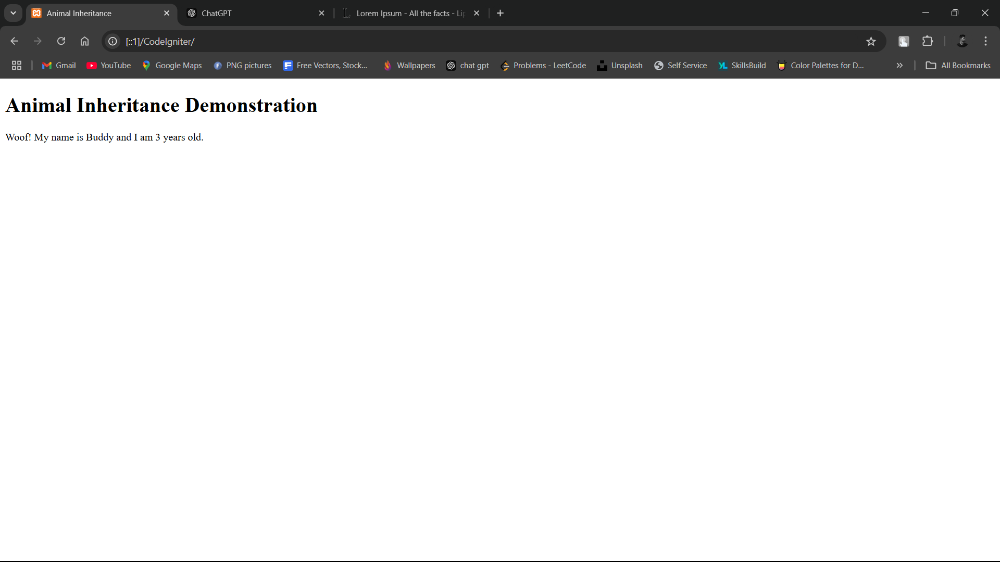 Animal Inheritance
ChatGPT
Lorem Ipsum - All the facts - Li
[::1]/CodeIgniter/
Gmail
YouTube
Google Maps
PNG pictures
Free Vectors, Stock...
Wallpapers
chat gpt
Problems - LeetCode
Unsplash
Self Service
SkillsBuild
Color Palettes for D...
All Bookmarks
Animal Inheritance Demonstration
Woof! My name is Buddy and I am 3 years old.